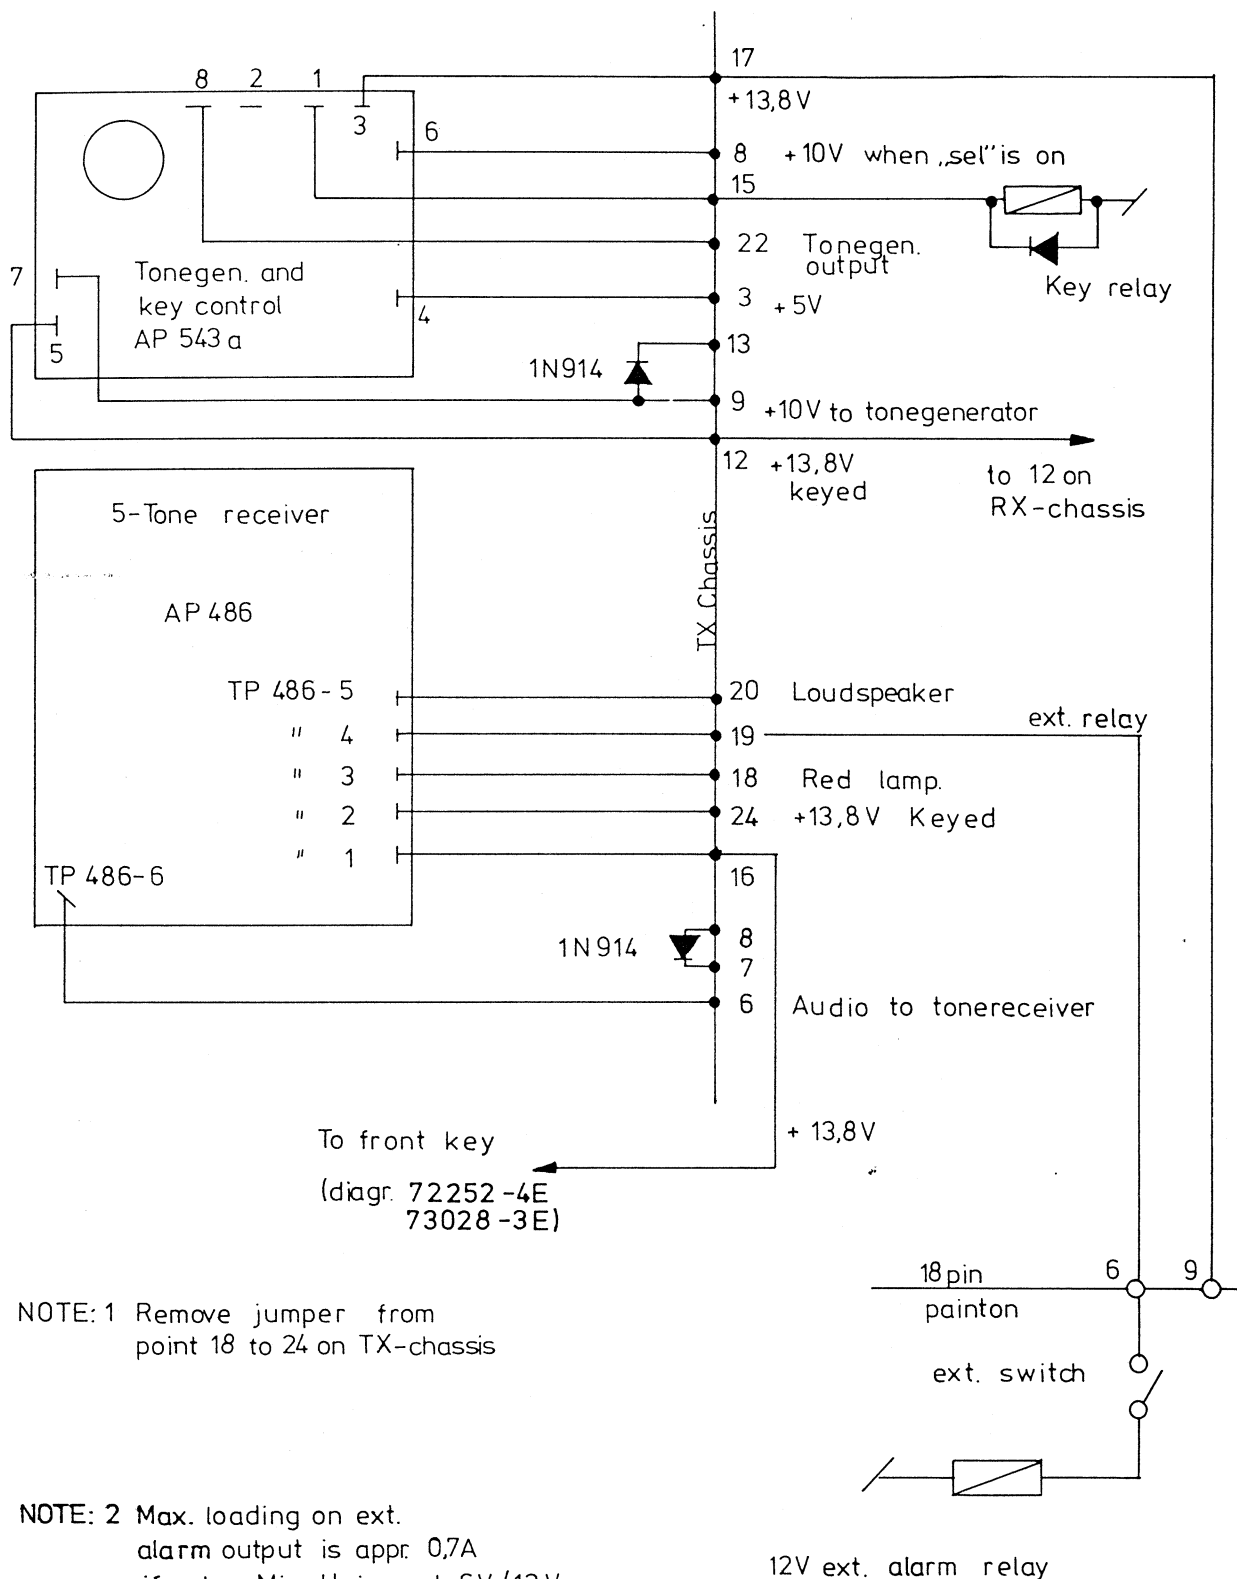 17
8 2 1
+13,8V
3
6
8 +10V when „sel" is on
15
22 Tonegen.
output
7
Tonegen. and
key control
AP 543a
Key relay
4
3 +5V
5
13
1N914
9 +10V to tonegenerator
12 +13,8V
keyed
to 12 on
RX-chassis
5-Tone receiver
TX Chassis
AP 486
TP 486-5
20 Loudspeaker
ext. relay
" 4
19
" 3
18 Red lamp.
" 2
24 +13,8V Keyed
" 1
16
TP 486-6
1N914
8
7
6 Audio to tonereceiver
+ 13,8V
To front key
(diagr. 72252-4E
73028-3E)
18 pin
6 9
painton
NOTE: 1 Remove jumper from
point 18 to 24 on TX-chassis
ext. switch
NOTE: 2 Max. loading on ext.
alarm output is appr. 0,7A
12V ext. alarm relay